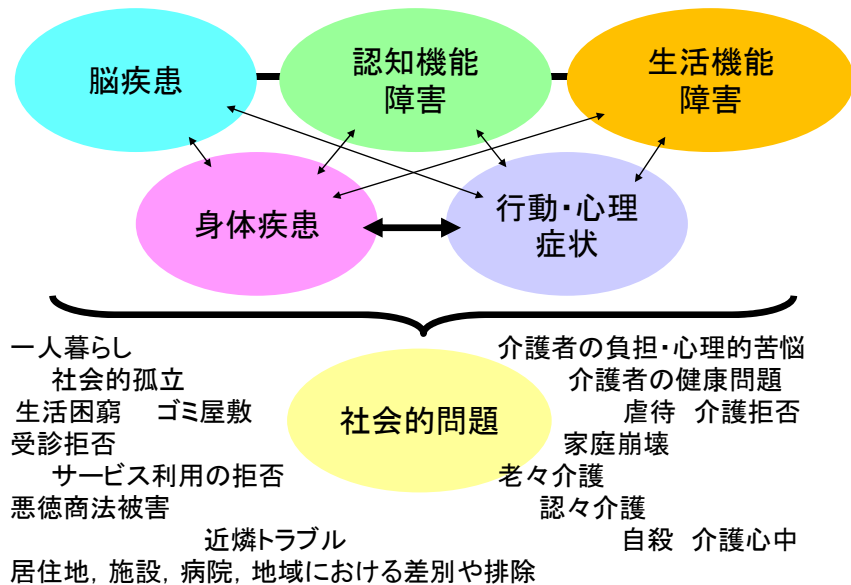 脳疾患
認知機能
障害
生活機能
障害
身体疾患
行動・心理
症状
一人暮らし
社会的孤立
生活困窮 ゴミ屋敷
受診拒否
サービス利用の拒否
悪徳商法被害
近燐トラブル
居住地, 施設, 病院, 地域における差別や排除
社会的問題
介護者の負担・心理的苦悩
介護者の健康問題
虐待 介護拒否
家庭崩壊
老々介護
認々介護
自殺 介護心中